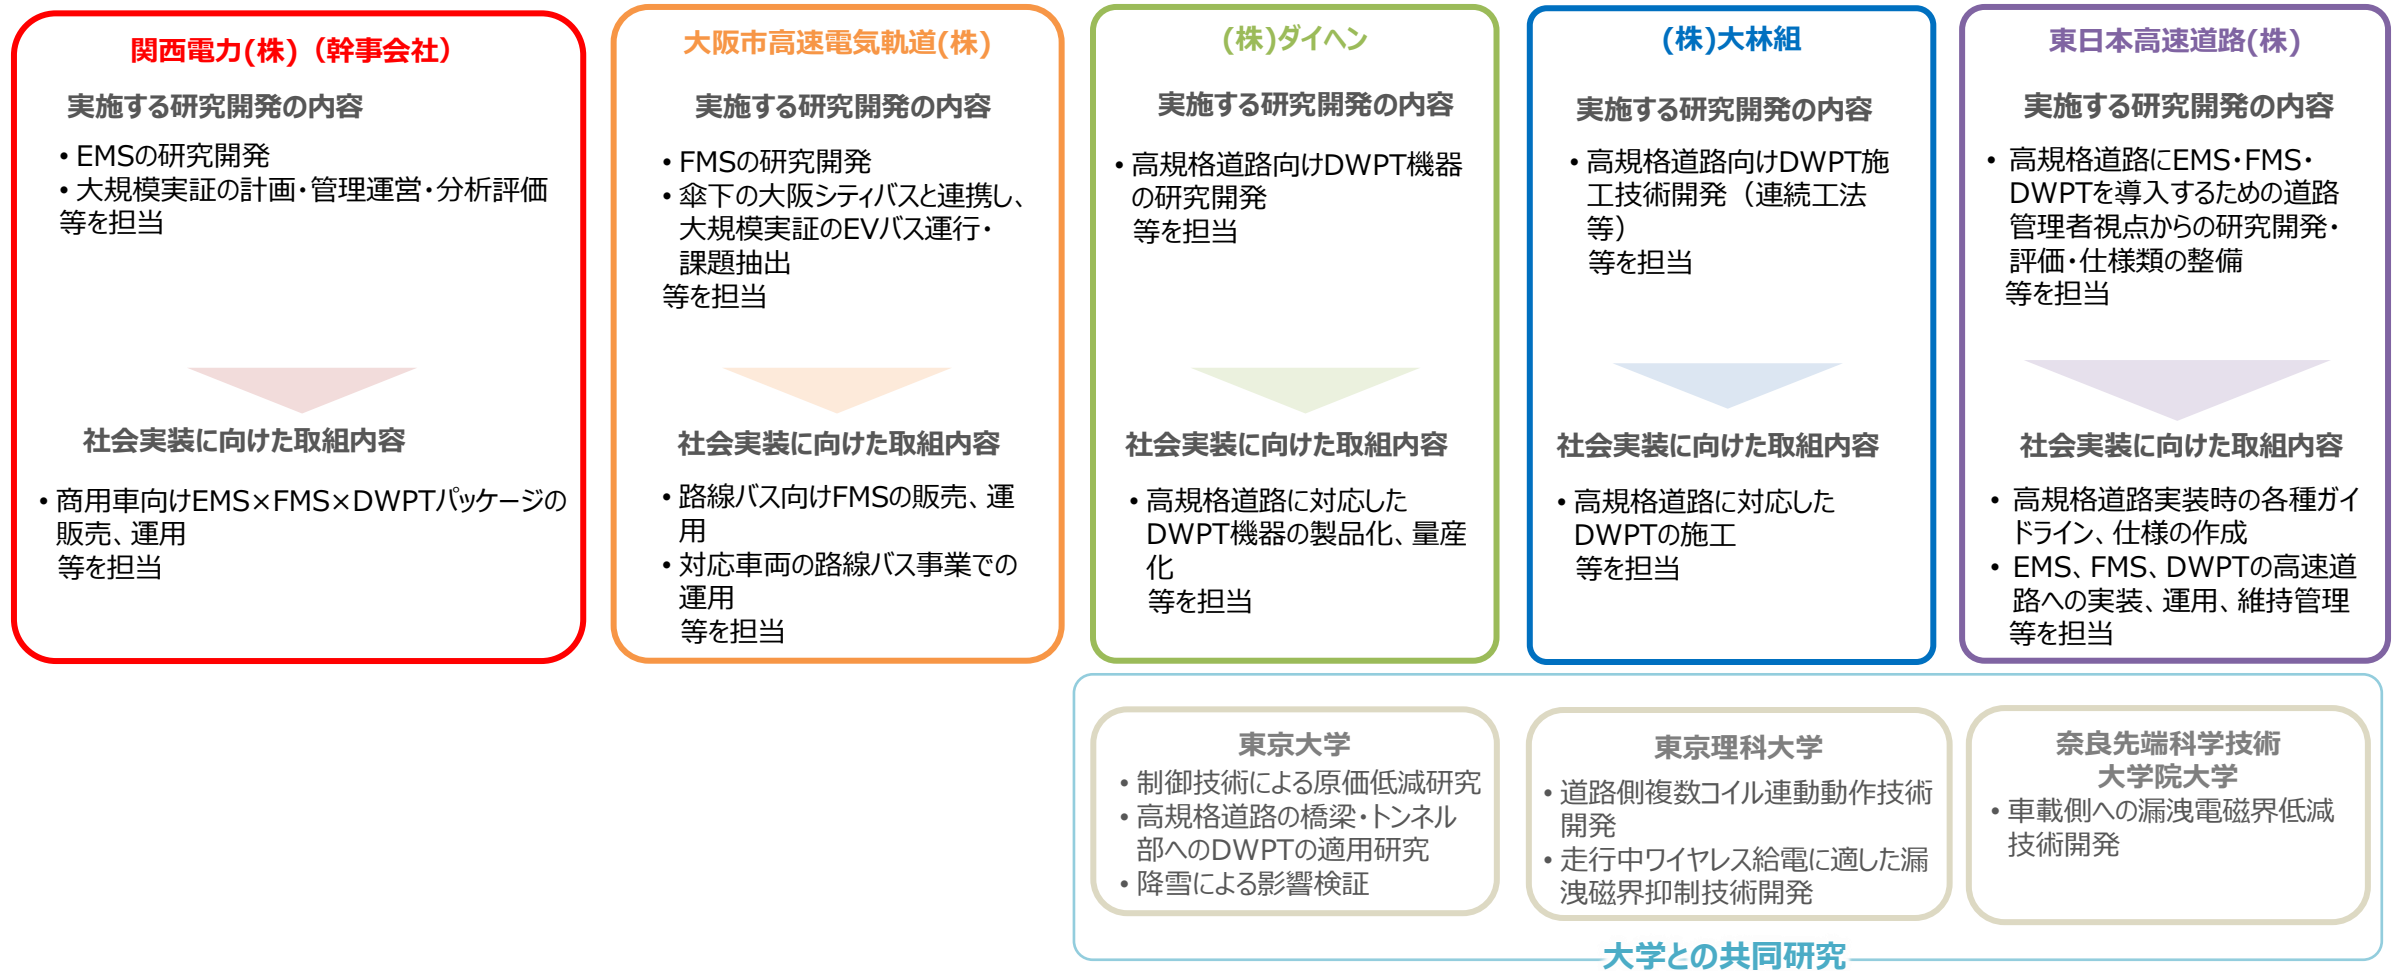 関西電力(株)（幹事会社）
実施する研究開発の内容
• EMSの研究開発
• 大規模実証の計画・管理運営・分析評価
等を担当
社会実装に向けた取組内容
• 商用車向けEMS×FMS×DWPTパッケージの
販売、運用
等を担当
大阪市高速電気軌道(株)
実施する研究開発の内容
• FMSの研究開発
• 傘下の大阪シティバスと連携し、
大規模実証のEVバス運行・
課題抽出
等を担当
社会実装に向けた取組内容
• 路線バス向けFMSの販売、運
用
• 対応車両の路線バス事業での
運用
等を担当
(株)ダイヘン
実施する研究開発の内容
• 高規格道路向けDWPT機器
の研究開発
等を担当
社会実装に向けた取組内容
• 高規格道路に対応した
DWPT機器の製品化、量産
化
等を担当
(株)大林組
実施する研究開発の内容
• 高規格道路向けDWPT施
工技術開発（連続工法
等）
等を担当
社会実装に向けた取組内容
• 高規格道路に対応した
DWPTの施工
等を担当
東日本高速道路(株)
実施する研究開発の内容
• 高規格道路にEMS・FMS・
DWPTを導入するための道路
管理者視点からの研究開発・
評価・仕様類の整備
等を担当
社会実装に向けた取組内容
• 高規格道路実装時の各種ガイ
ドライン、仕様の作成
• EMS、FMS、DWPTの高速道
路への実装、運用、維持管理
等を担当
東京大学
• 制御技術による原価低減研究
• 高規格道路の橋梁・トンネル
部へのDWPTの適用研究
• 降雪による影響検証
東京理科大学
• 道路側複数コイル連動動作技術
開発
• 走行中ワイヤレス給電に適した漏
洩磁界抑制技術開発
奈良先端科学技術
大学院大学
• 車載側への漏洩電磁界低減
技術開発
大学との共同研究